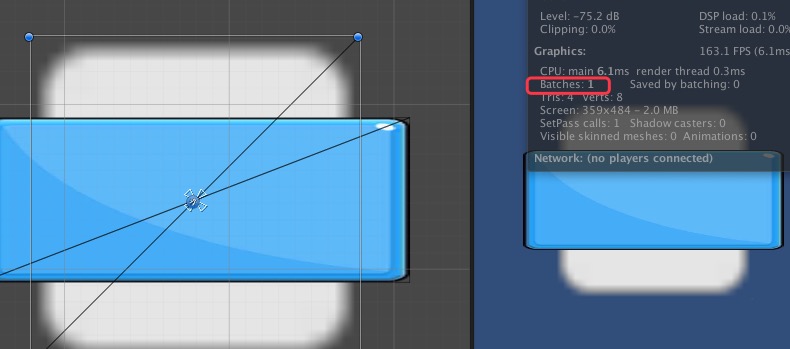 Level: -75.2 dB DSP load: 0.1%
Clipping: 0.0% Stream load: 0.0%
Graphics: 163.1 FPS (6.1ms
CPU: main 6.1ms render thread 0.3ms
Batches: 1 Saved by batching: 0
Tris: 4 Verts: 8
Screen: 359x484 - 2.0 MB
SetPass calls: 1 Shadow casters: 0
Visible skinned meshes: 0 Animations: 0
Network: (no players connected)